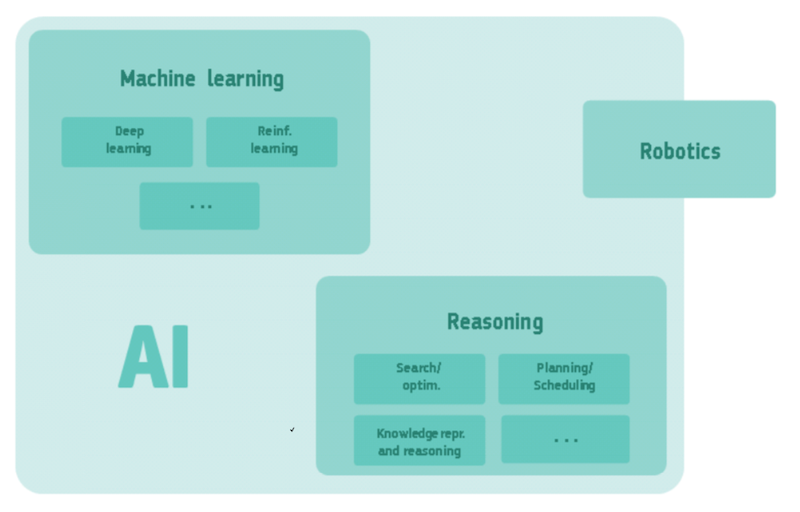 Machine learning
Deep
learning
Reinf.
learning
...
Robotics
AI
Reasoning
Search/
optim.
Planning/
Scheduling
Knowledge repr.
and reasoning
...